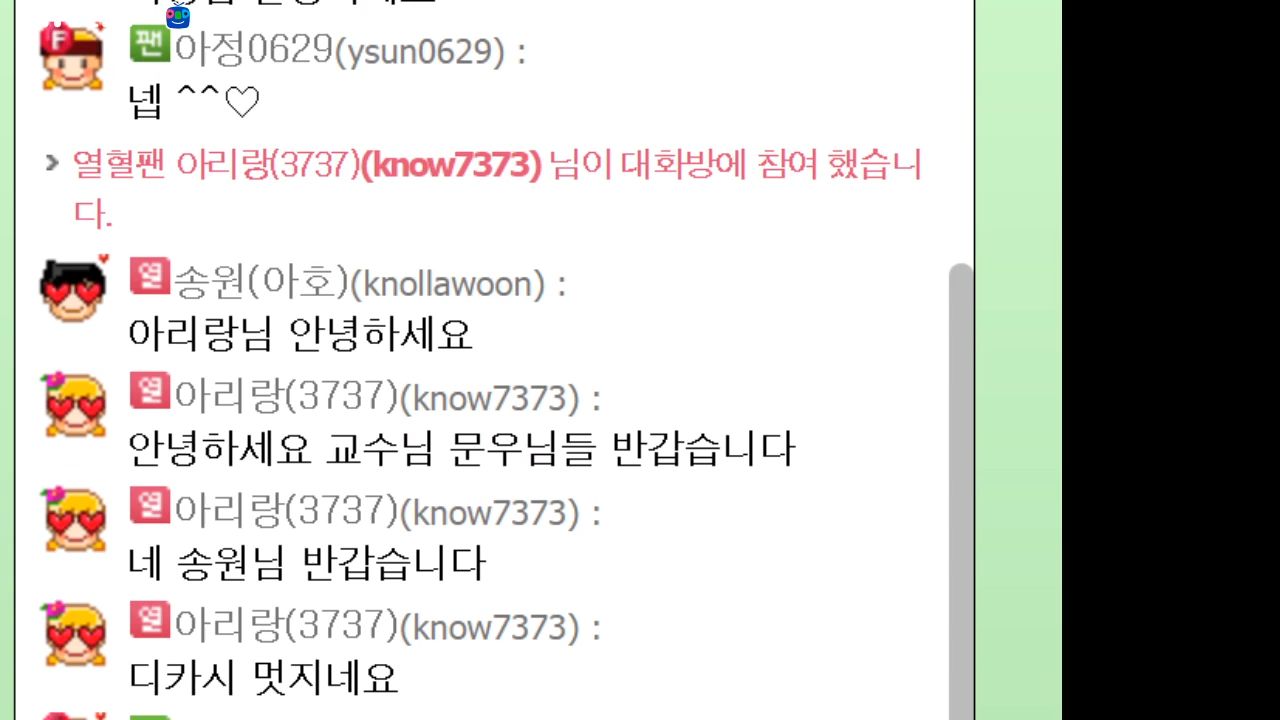 팬 아정0629(ysun0629) :
넵 ^^♡
> 열혈팬 아리랑(3737)(know7373) 님이 대화방에 참여 했습니
다.
열 송원(아호)(knollawoon) :
아리랑님 안녕하세요
열 아리랑(3737)(know7373) :
안녕하세요 교수님 문우님들 반갑습니다
열 아리랑(3737)(know7373) :
네 송원님 반갑습니다
열 아리랑(3737)(know7373) :
디카시 멋지네요